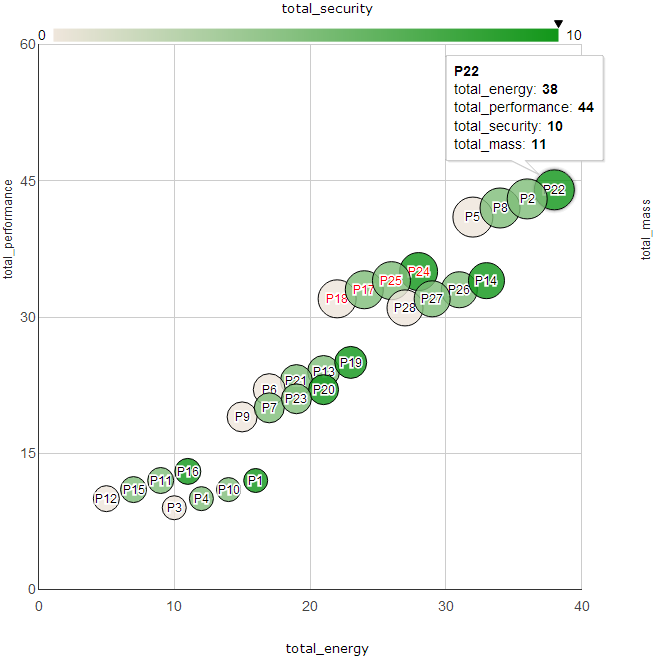 total_security
0
10
60
P22
total_energy: 38
total_performance: 44
total_security: 10
total_mass: 11
total_performance
total_mass
45
P22
P2
P8
P5
P24
P25
P14
P17
P26
P18
P27
P28
30
P19
P13
P21
P6
P20
P23
P7
P9
15
P16
P11
P1
P15
P10
P12
P4
P3
0
0
10
20
30
40
total_energy